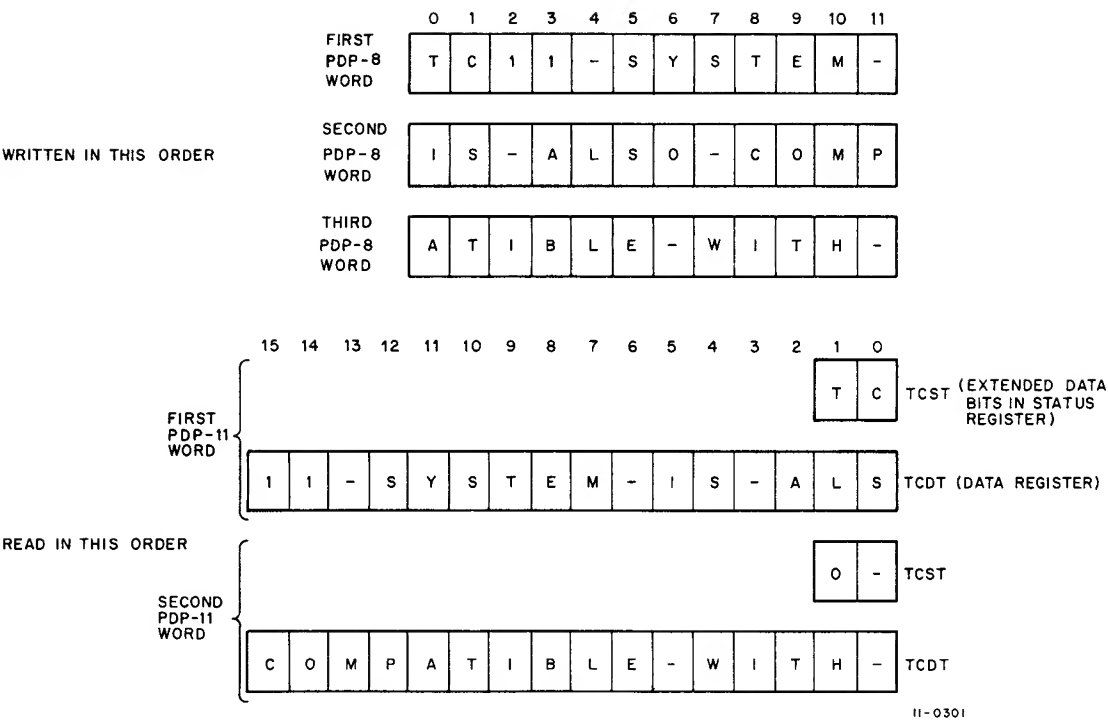 0 1 2 3 4 5 6 7 8 9 10 11
FIRST
PDP-8
WORD
T C 1 1 - S Y S T E M -
WRITTEN IN THIS ORDER
SECOND
PDP-8
WORD
I S - A L S O - C O M P
THIRD
PDP-8
WORD
A T I B L E - W I T H -
15 14 13 12 11 10 9 8 7 6 5 4 3 2 1 0
FIRST
PDP-11
WORD
T C
TCST (EXTENDED DATA
BITS IN STATUS
REGISTER)
1 1 - S Y S T E M - I S - A L S
TCDT (DATA REGISTER)
READ IN THIS ORDER
SECOND
PDP-11
WORD
O -
TCST
C O M P A T I B L E - W I T H -
TCDT
11-0301